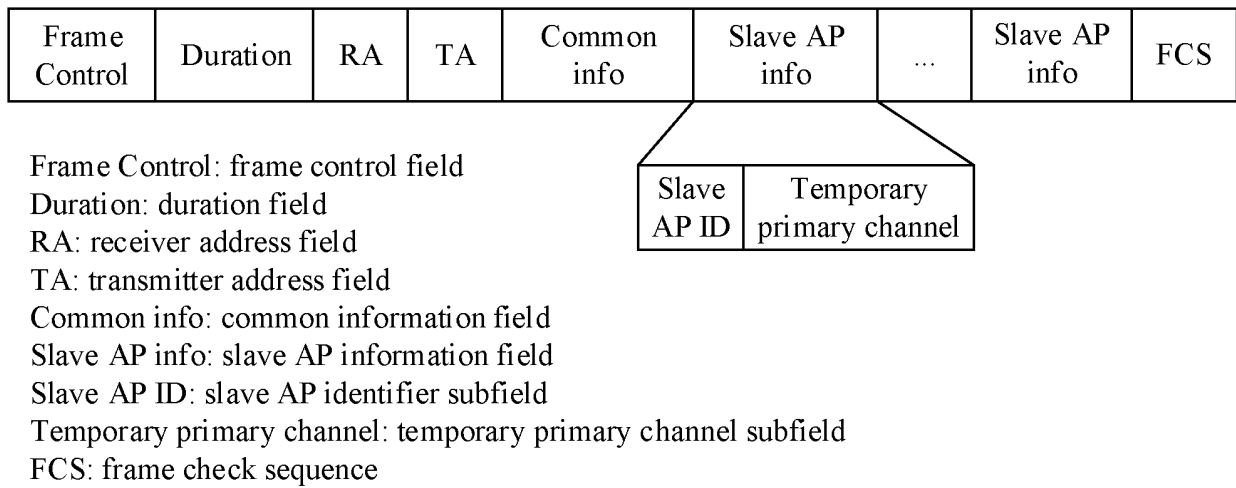 Frame Control
Duration
RA
TA
Common info
Slave AP info
...
Slave AP info
FCS
Slave AP ID
Temporary primary channel
Frame Control: frame control field
Duration: duration field
RA: receiver address field
TA: transmitter address field
Common info: common information field
Slave AP info: slave AP information field
Slave AP ID: slave AP identifier subfield
Temporary primary channel: temporary primary channel subfield
FCS: frame check sequence